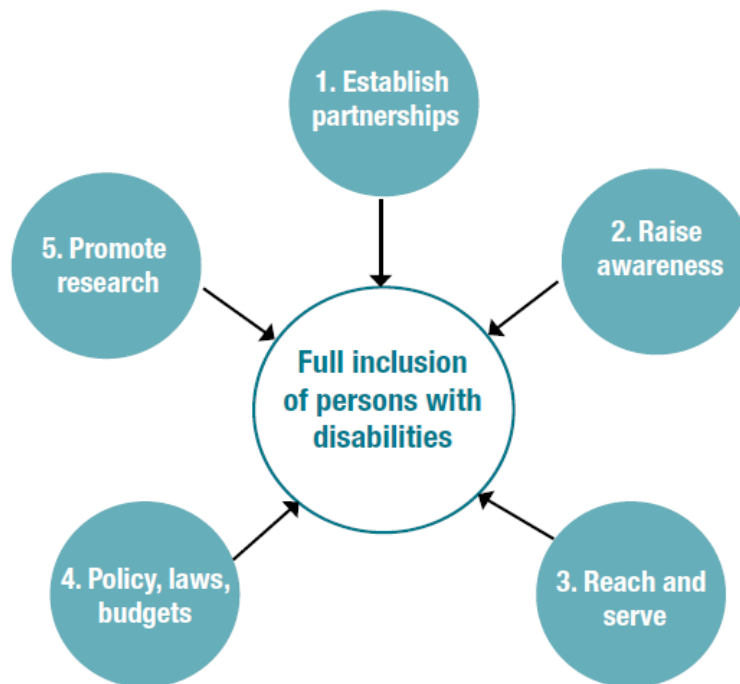 1. Establish
partnerships
2. Raise
awareness
5. Promote
research
Full inclusion
of persons with
disabilities
4. Policy, laws,
budgets
3. Reach and
serve